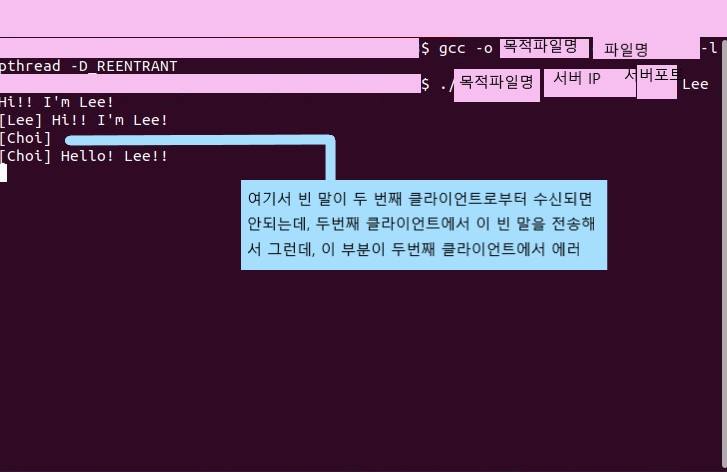 $ gcc -o 목적파일명 파일명 -l
pthread -D_REENTRANT
$ ./목적파일명 서버 IP 서버포트 Lee
Hi!! I'm Lee!
[Lee] Hi!! I'm Lee!
[Choi]
[Choi] Hello! Lee!!
여기서 빈 말이 두 번째 클라이언트로부터 수신되면
안되는데, 두번째 클라이언트에서 이 빈 말을 전송해
서 그런데, 이 부분이 두번째 클라이언트에서 에러